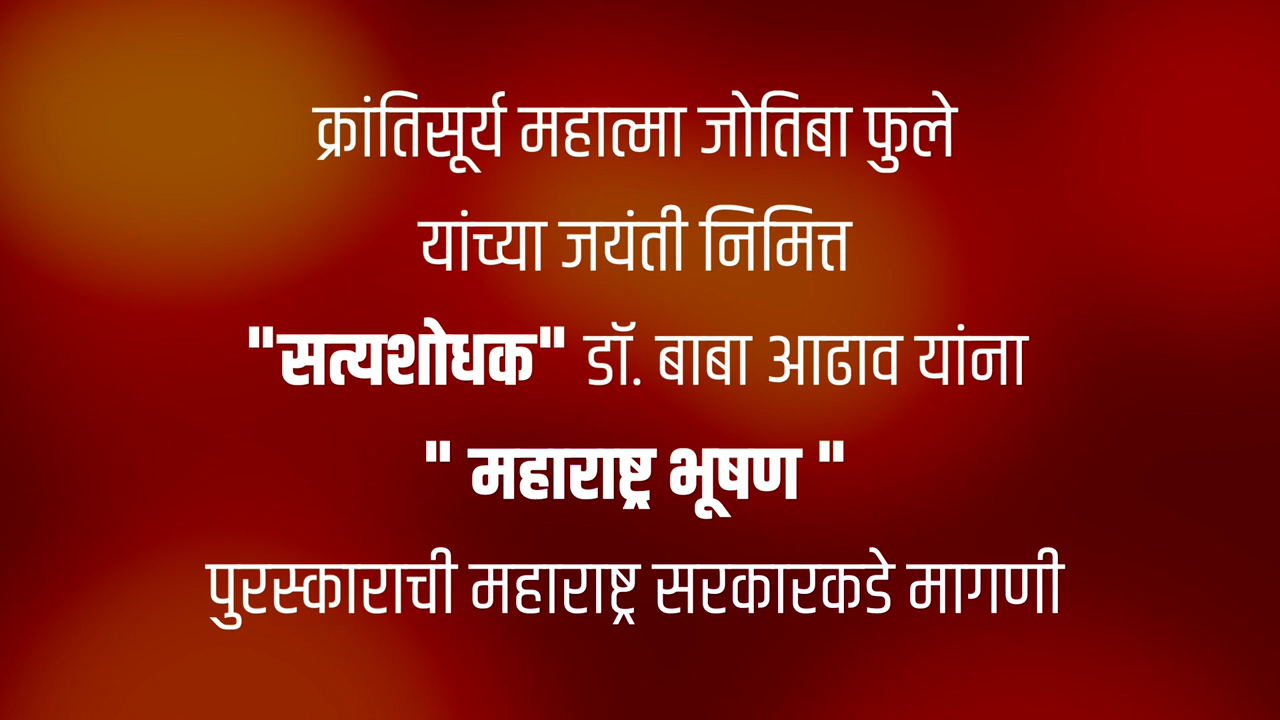 क्रांतिसूर्य महात्मा जोतिबा फुले
यांच्या जयंती निमित्त
"सत्यशोधक" डॉ. बाबा आढाव यांना
" महाराष्ट्र भूषण "
पुरस्काराची महाराष्ट्र सरकारकडे मागणी